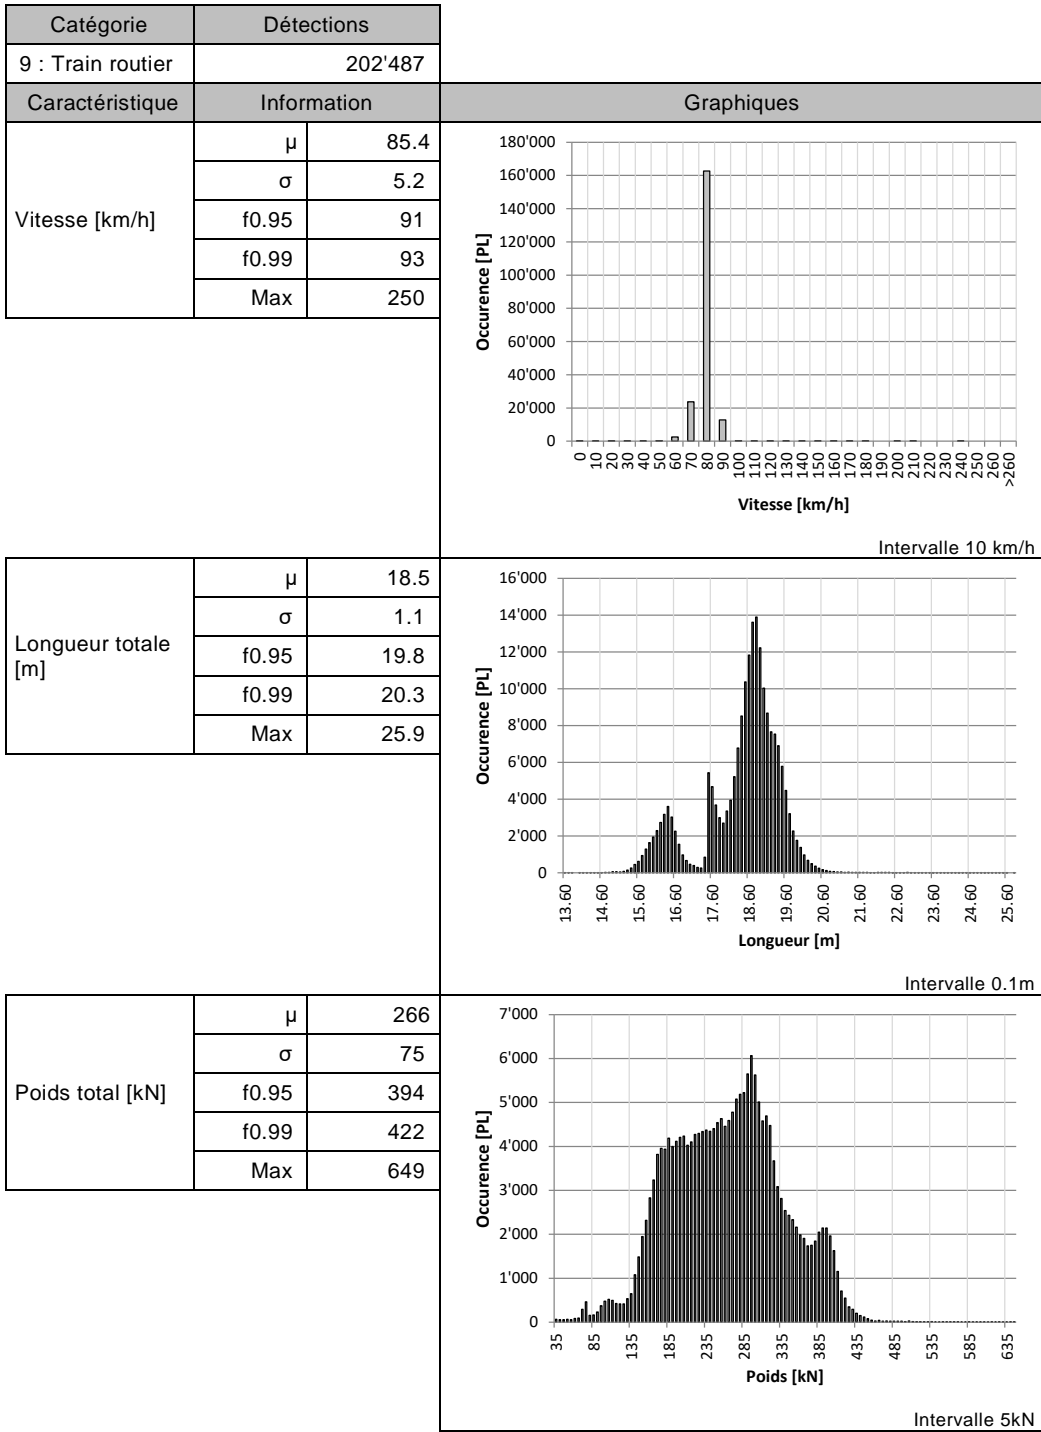 Catégorie Détections
9 : Train routier 202'487
Caractéristique Information Graphiques
Vitesse [km/h]
µ 85.4
σ 5.2
f0.95 91
f0.99 93
Max 250
180'000
160'000
140'000
120'000
100'000
80'000
60'000
40'000
20'000
0
Occurence [PL]
0 10 20 30 40 50 60 70 80 90 100 110 120 130 140 150 160 170 180 190 200 210 220 230 240 250 260 >260
Vitesse [km/h]
Intervalle 10 km/h
Longueur totale
[m]
µ 18.5
σ 1.1
f0.95 19.8
f0.99 20.3
Max 25.9
16'000
14'000
12'000
10'000
8'000
6'000
4'000
2'000
0
Occurence [PL]
13.60 14.60 15.60 16.60 17.60 18.60 19.60 20.60 21.60 22.60 23.60 24.60 25.60
Longueur [m]
Intervalle 0.1m
Poids total [kN]
µ 266
σ 75
f0.95 394
f0.99 422
Max 649
7'000
6'000
5'000
4'000
3'000
2'000
1'000
0
Occurence [PL]
35 85 135 185 235 285 335 385 435 485 535 585 635
Poids [kN]
Intervalle 5kN